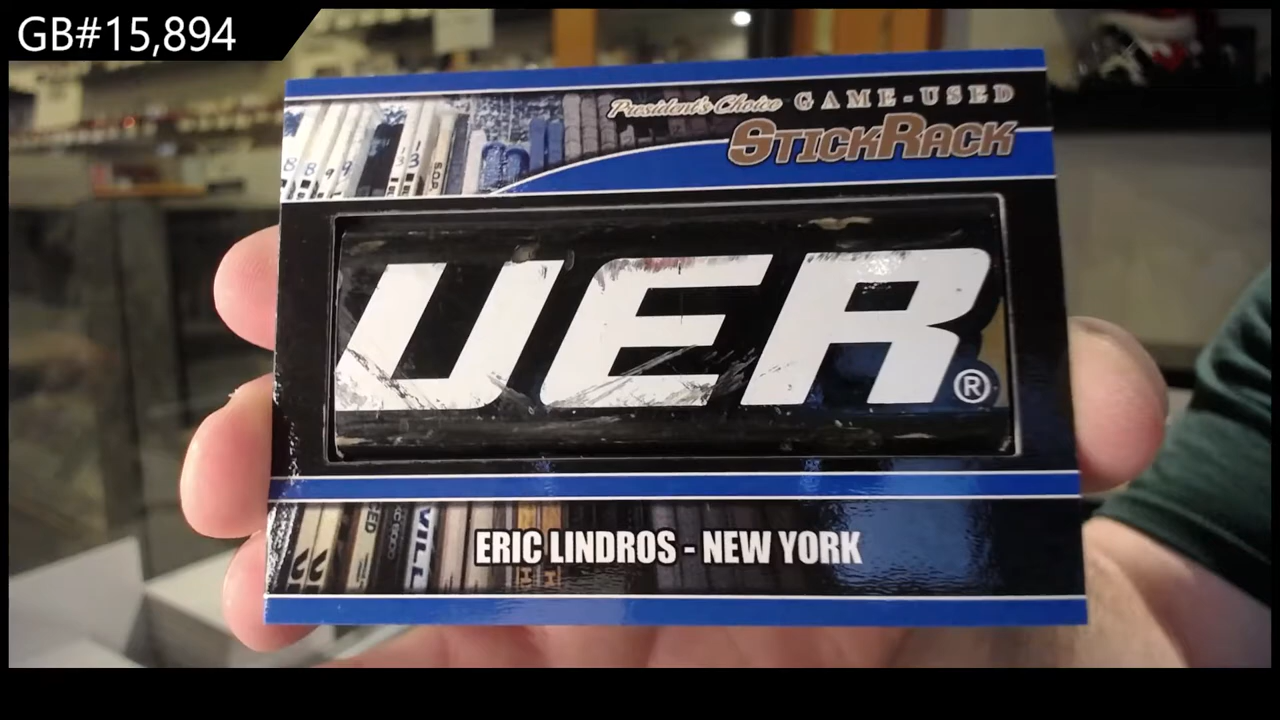 GB#15,894
President's Choice GAME-USED
STICKRACK
UER
®
ERIC LINDROS - NEW YORK